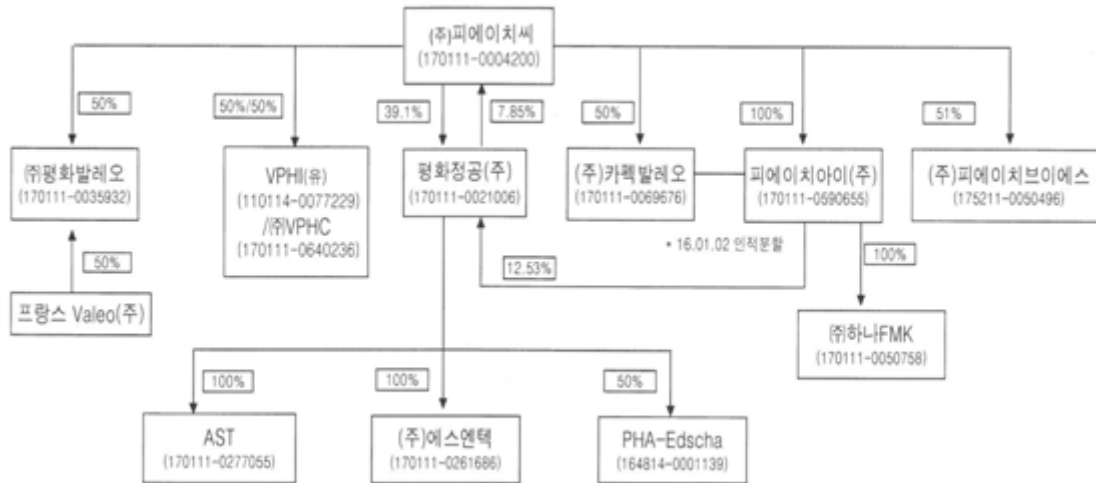 (주)피에이치씨
(170111-0004200)
50%
50%/50%
39.1%
7.85%
50%
100%
51%
㈜평화발레오
(170111-0035932)
VPHI(유)
(110114-0077229)
/㈜VPHC
(170111-0640236)
평화정공(주)
(170111-0021006)
(주)카펙발레오
(170111-0069676)
피에이치아이(주)
(170111-0590655)
(주)피에이치브이에스
(175211-0050496)
* 16.01.02 인적분할
50%
12.53%
100%
프랑스 Valeo(주)
㈜하나FMK
(170111-0050758)
100%
100%
50%
AST
(170111-0277055)
(주)에스엔텍
(170111-0261686)
PHA-Edscha
(164814-0001139)